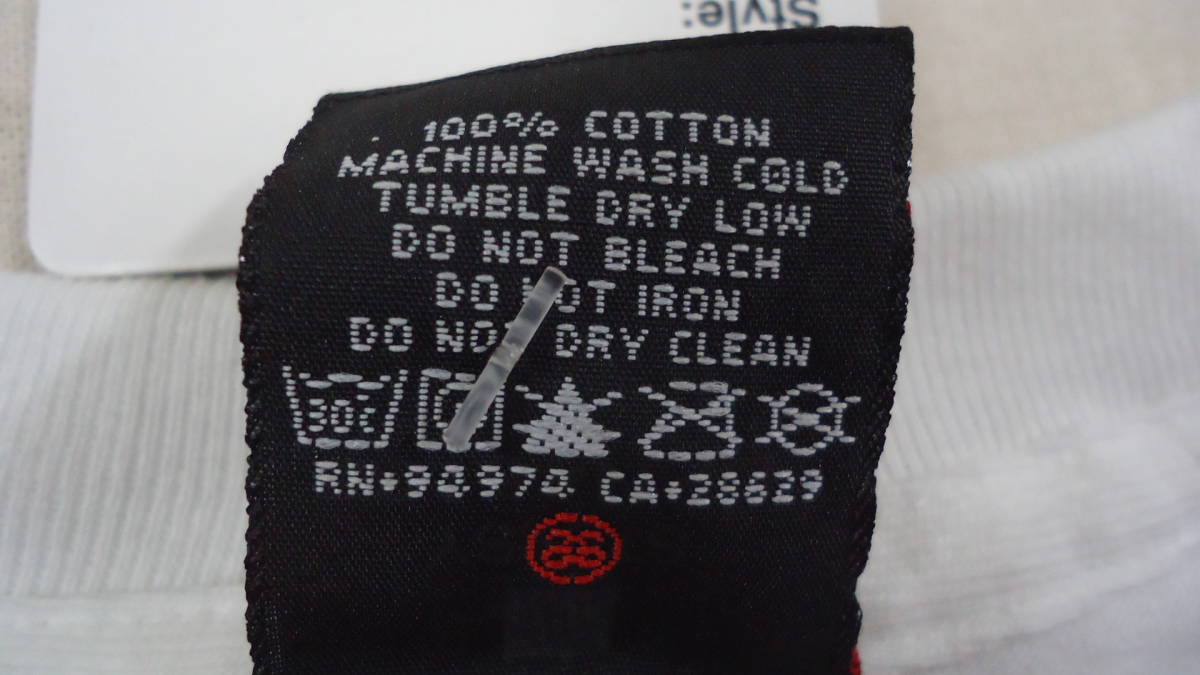 Style:
100% COTTON
MACHINE WASH COLD
TUMBLE DRY LOW
DO NOT BLEACH
DO NOT IRON
DO NOT DRY CLEAN
30c
RN+94974 CA+28629